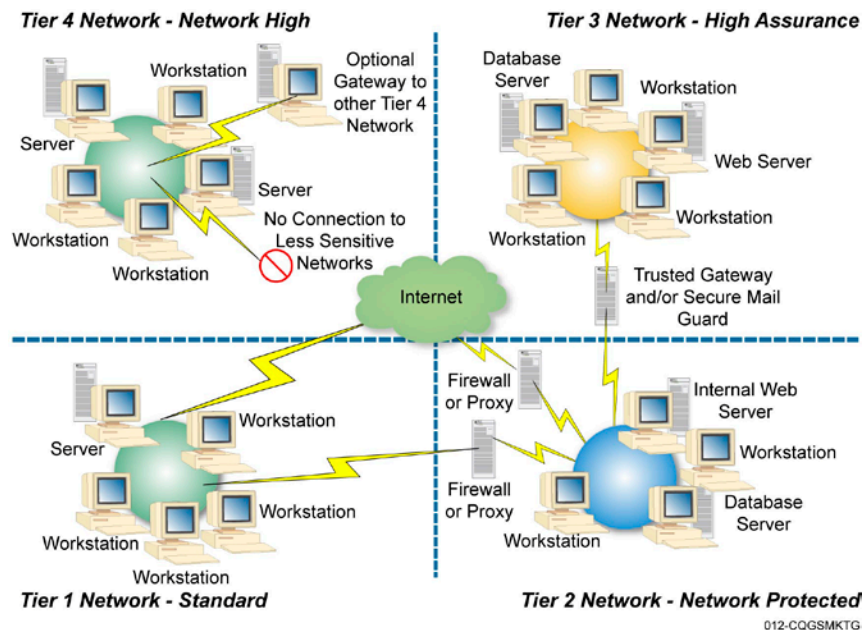 Tier 4 Network - Network High
Workstation
Optional
Gateway to
other Tier 4
Network
Server
Server
Workstation
Workstation
No Connection to
Less Sensitive
Networks
Tier 3 Network - High Assurance
Database
Server
Workstation
Web Server
Workstation
Trusted Gateway
and/or Secure Mail
Guard
Internet
Server
Workstation
Workstation
Workstation
Workstation
Tier 1 Network - Standard
Firewall
or Proxy
Firewall
or Proxy
Internal Web
Server
Workstation
Database
Server
Workstation
Tier 2 Network - Network Protected
012-CQGSMKTG